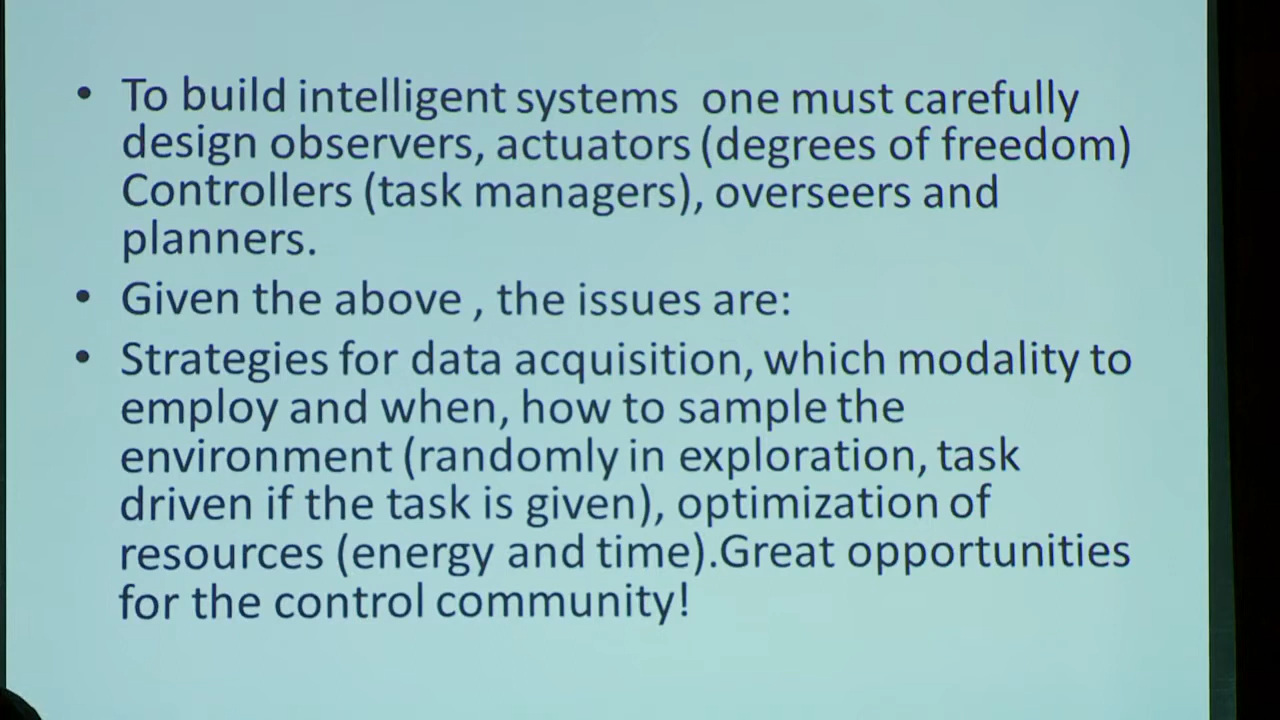 • To build intelligent systems  one must carefully
design observers, actuators (degrees of freedom)
Controllers (task managers), overseers and
planners.
• Given the above , the issues are:
• Strategies for data acquisition, which modality to
employ and when, how to sample the
environment (randomly in exploration, task
driven if the task is given), optimization of
resources (energy and time).Great opportunities
for the control community!